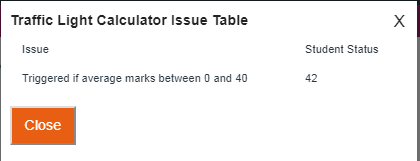 Traffic Light Calculator Issue Table X
Issue Student Status
Triggered if average marks between 0 and 40 42
Close